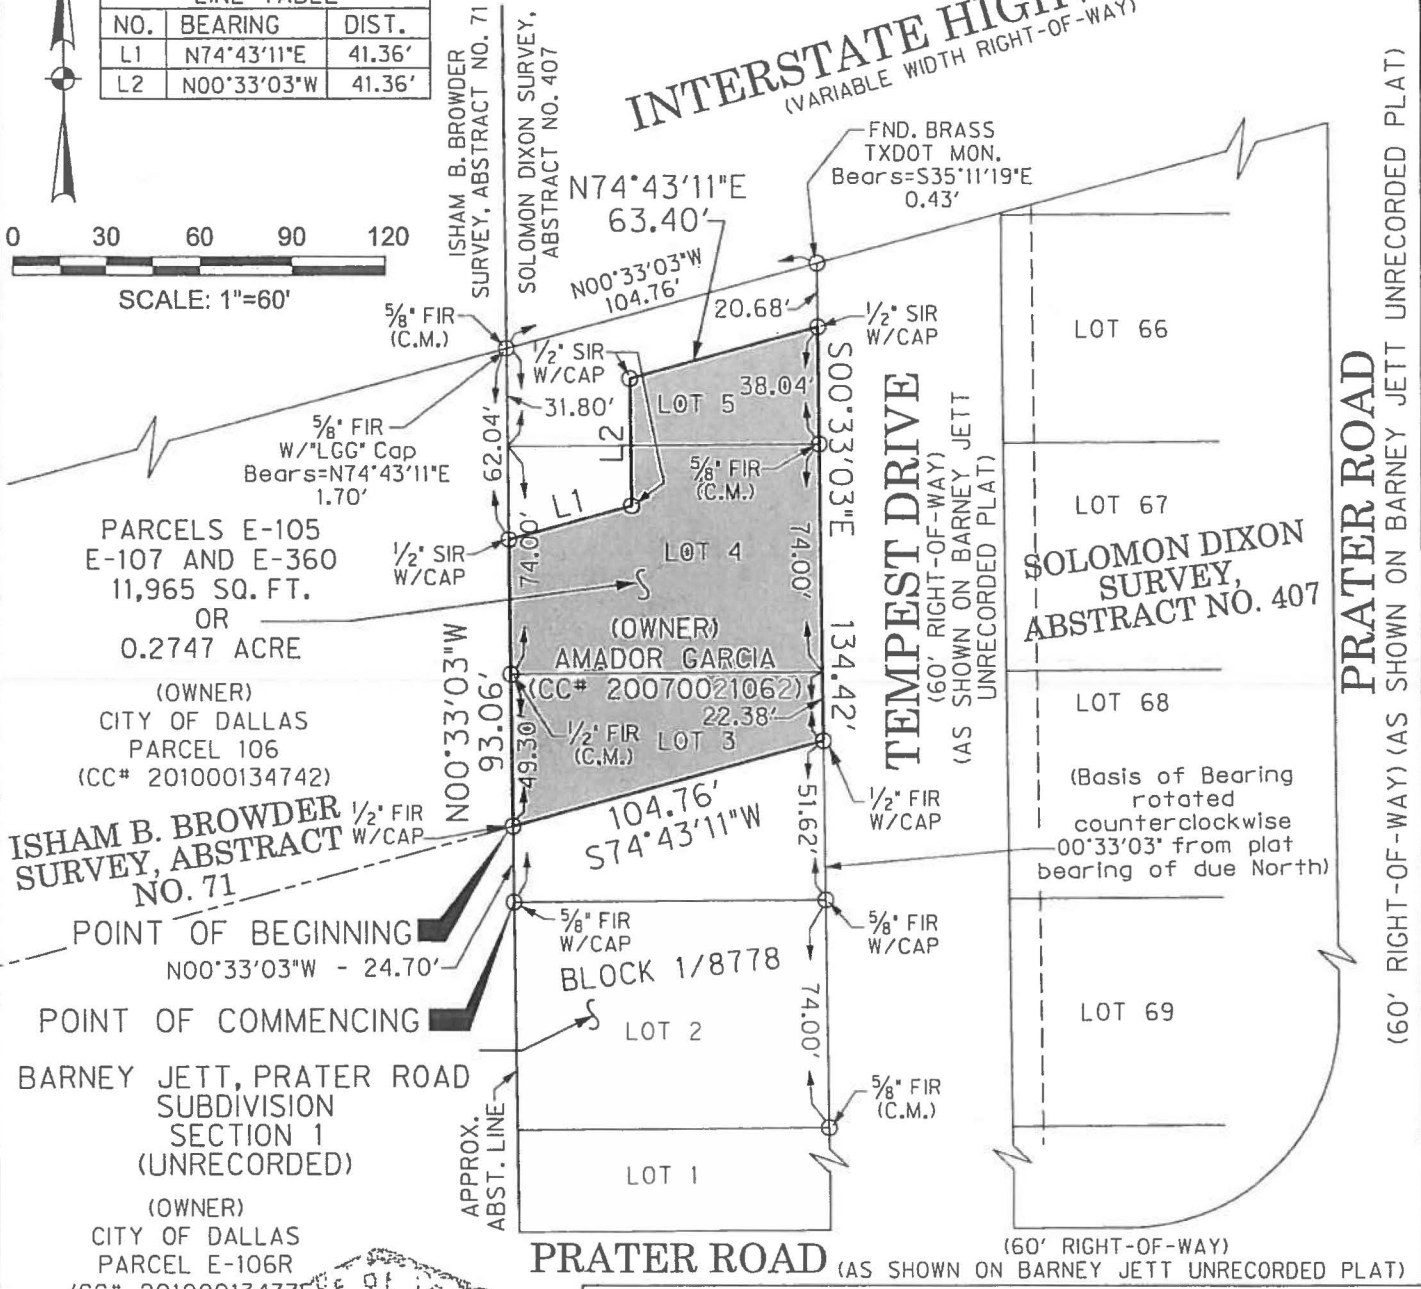 LINE TABLE
NO. BEARING DIST.
L1 N74°43'11"E 41.36'
L2 N00°33'03"W 41.36'
0 30 60 90 120
SCALE: 1"=60'
ISHAM B. BROWDER
SURVEY, ABSTRACT NO. 71
SOLOMON DIXON SURVEY,
ABSTRACT NO. 407
INTERSTATE
(VARIABLE WIDTH RIGHT-OF-WAY)
FND. BRASS
TXDOT MON.
Bears=S35°11'19"E
0.43'
N74°43'11"E
63.40'
N00°33'03"W
104.76'
20.68'
5/8" FIR
(C.M.)
1/2" SIR
W/CAP
1/2" SIR
W/CAP
LOT 5
38.04'
31.80'
62.04'
5/8" FIR
W/"LGG" Cap
Bears=N74°43'11"E
1.70'
L2
5/8" FIR
(C.M.)
S00°33'03"E
134.42'
L1
1/2" SIR
W/CAP
74.00'
LOT 4
74.00'
PARCELS E-105
E-107 AND E-360
11,965 SQ. FT.
OR
0.2747 ACRE
(OWNER)
AMADOR GARCIA
(CC# 20070021062)
22.38'
(OWNER)
CITY OF DALLAS
PARCEL 106
(CC# 201000134742)
N00°33'03"W
93.06'
49.30'
1/2" FIR
(C.M.)
LOT 3
104.76'
S74°43'11"W
51.62'
1/2" FIR
W/CAP
ISHAM B. BROWDER
SURVEY, ABSTRACT
NO. 71
1/2" FIR
W/CAP
POINT OF BEGINNING
N00°33'03"W - 24.70'
POINT OF COMMENCING
5/8" FIR
W/CAP
5/8" FIR
W/CAP
BLOCK 1/8778
LOT 2
74.00'
5/8" FIR
(C.M.)
BARNEY JETT, PRATER ROAD
SUBDIVISION
SECTION 1
(UNRECORDED)
APPROX.
ABST. LINE
LOT 1
(OWNER)
CITY OF DALLAS
PARCEL E-106R
TEMPEST DRIVE
(60' RIGHT-OF-WAY)
(AS SHOWN ON BARNEY JETT
UNRECORDED PLAT)
LOT 66
LOT 67
SOLOMON DIXON
SURVEY,
ABSTRACT NO. 407
LOT 68
(Basis of Bearing
rotated
counterclockwise
00°33'03" from plat
bearing of due North)
LOT 69
PRATER ROAD
(60' RIGHT-OF-WAY) (AS SHOWN ON BARNEY JETT UNRECORDED PLAT)
PRATER ROAD
(60' RIGHT-OF-WAY)
(AS SHOWN ON BARNEY JETT UNRECORDED PLAT)